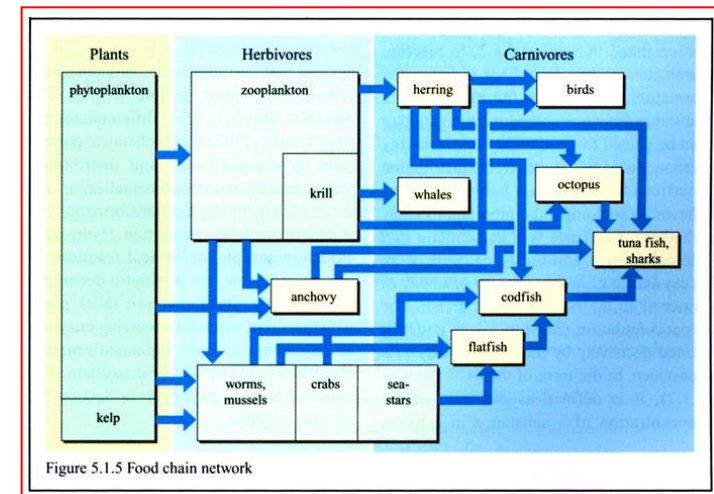 Plants Herbivores Carnivores
phytoplankton zooplankton herring birds
krill whales octopus
tuna fish,
sharks
anchovy codfish
flatfish
worms,
mussels
crabs
sea-
stars
kelp
Figure 5.1.5 Food chain network